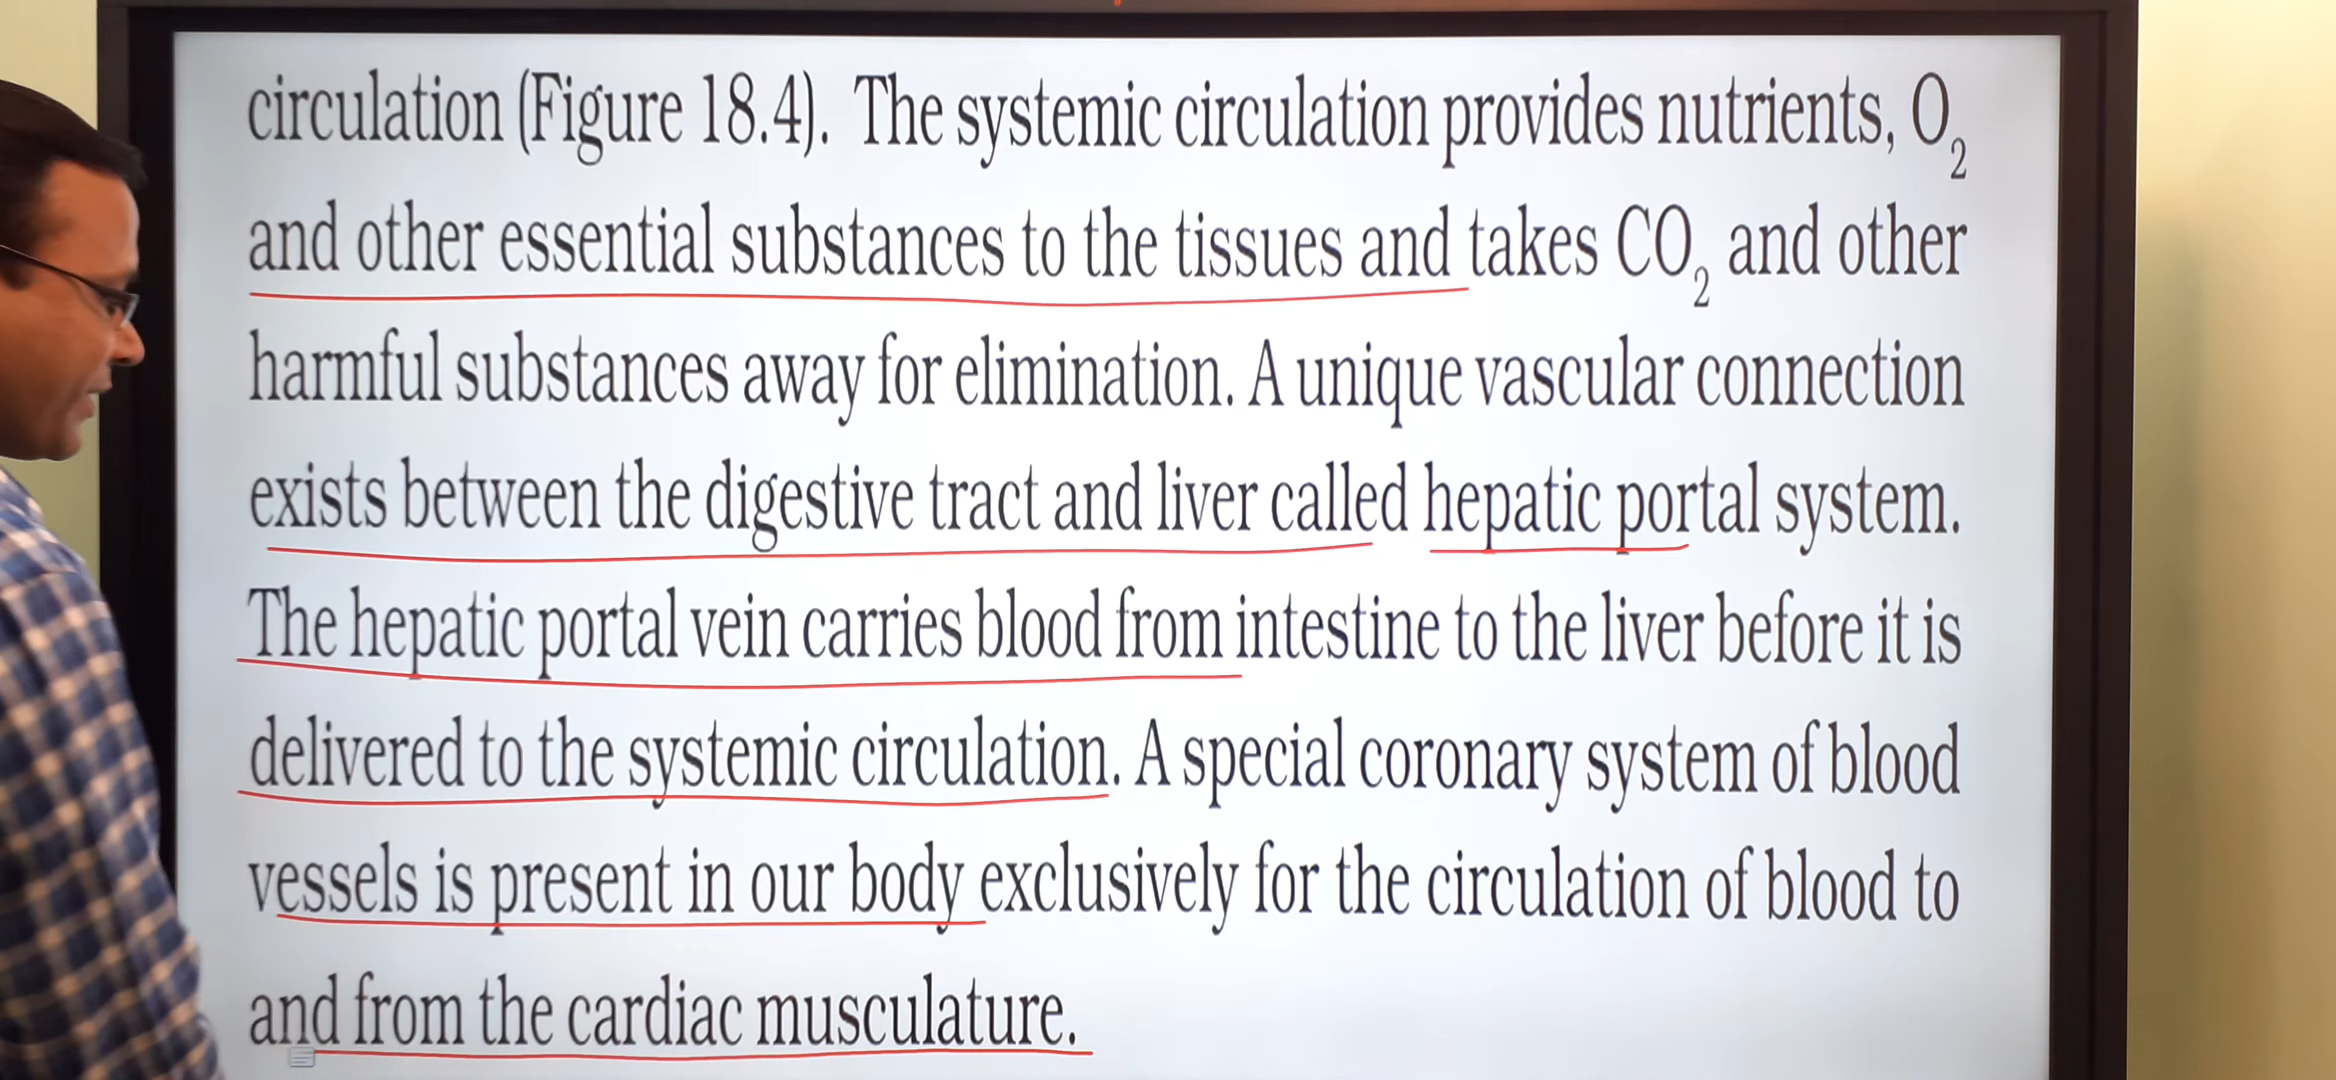 circulation (Figure 18.4). The systemic circulation provides nutrients, O₂
and other essential substances to the tissues and takes CO₂ and other
harmful substances away for elimination. A unique vascular connection
exists between the digestive tract and liver called hepatic portal system.
The hepatic portal vein carries blood from intestine to the liver before it is
delivered to the systemic circulation. A special coronary system of blood
vessels is present in our body exclusively for the circulation of blood to
and from the cardiac musculature.